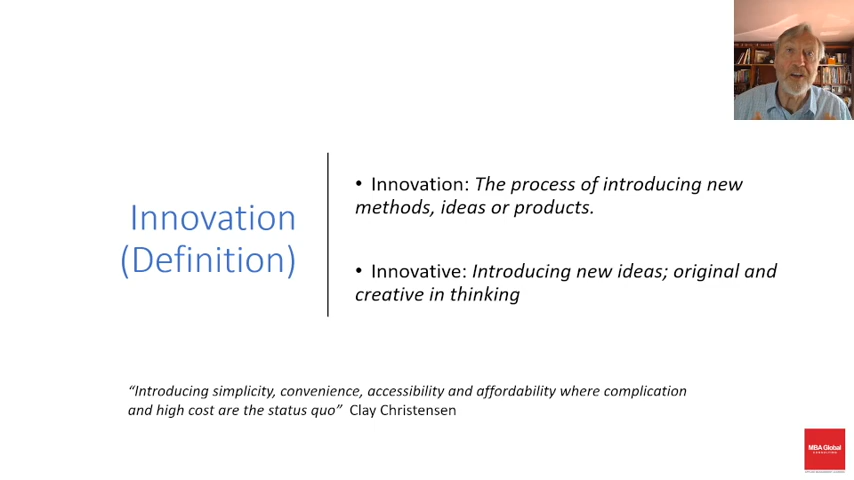 Innovation
(Definition)
• Innovation: The process of introducing new
methods, ideas or products.
• Innovative: Introducing new ideas; original and
creative in thinking
“Introducing simplicity, convenience, accessibility and affordability where complication
and high cost are the status quo” Clay Christensen
MBA Global
CONSULTING